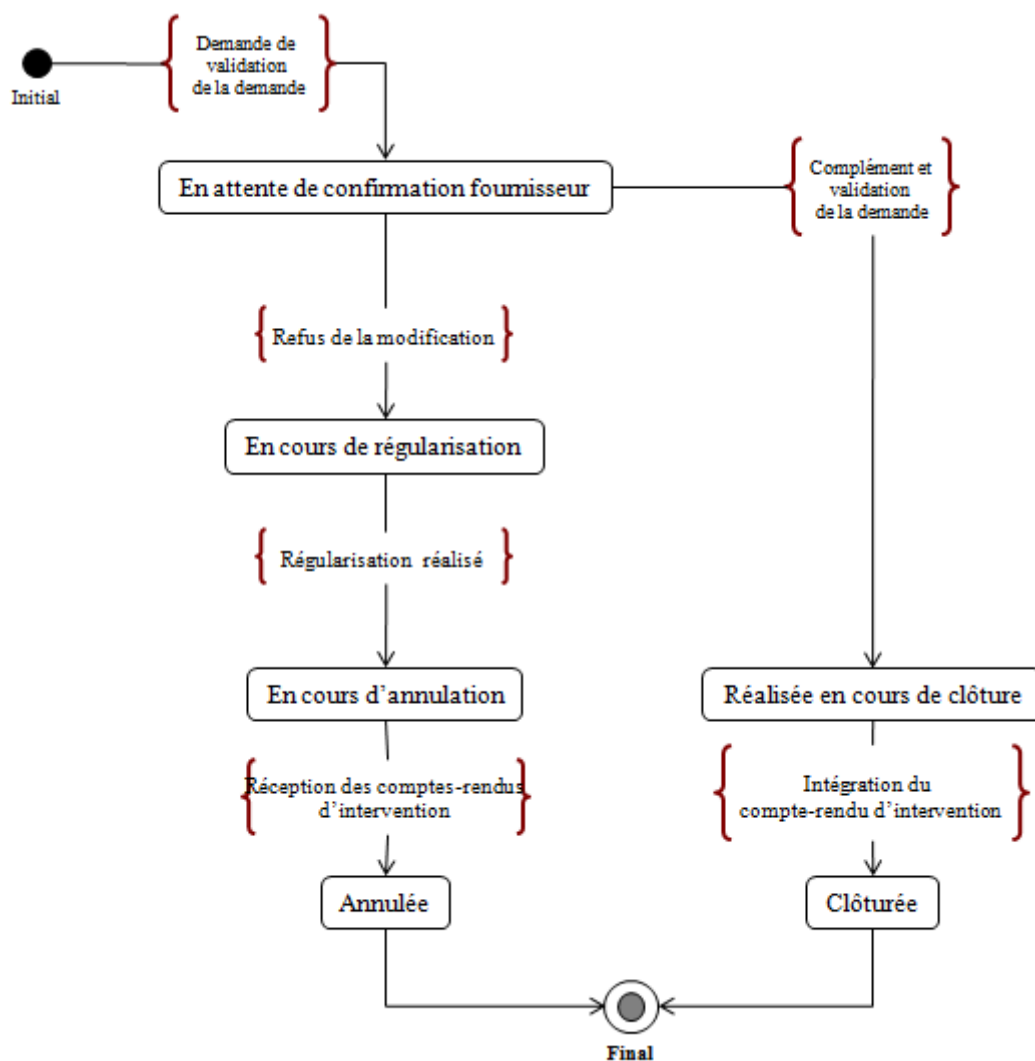 Demande de
validation
de la demande
Initial
En attente de confirmation fournisseur
Complément et
validation
de la demande
Refus de la modification
En cours de régularisation
Régularisation réalisé
En cours d’annulation
Réalisée en cours de clôture
Réception des comptes-rendus
d’intervention
Intégration du
compte-rendu d’intervention
Annulée
Clôturée
Final